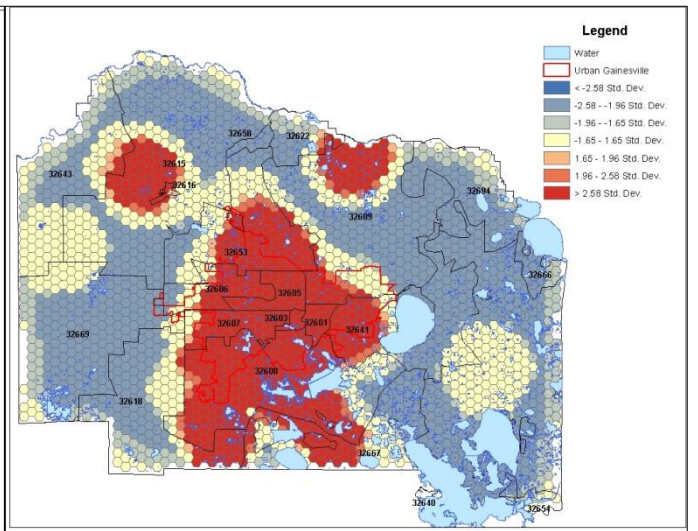 Legend
Water
Urban Gainesville
< -2.58 Std. Dev.
-2.58 - -1.96 Std. Dev.
-1.96 - -1.65 Std. Dev.
-1.65 - 1.65 Std. Dev.
1.65 - 1.96 Std. Dev.
1.96 - 2.58 Std. Dev.
> 2.58 Std. Dev.
32658
32622
32615
32643
32616
32694
32609
32653
32666
32606
32605
32607
32603
32601
32641
32669
32608
32618
32667
32640
32654